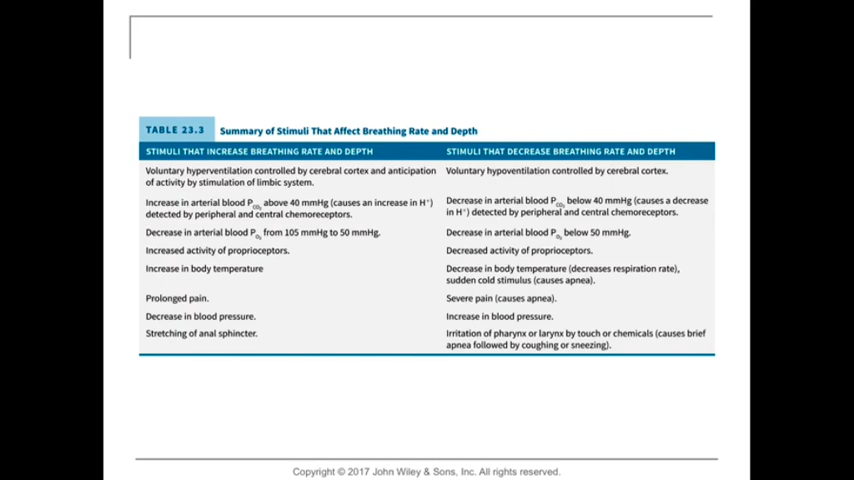 TABLE 23.3 Summary of Stimuli That Affect Breathing Rate and Depth
STIMULI THAT INCREASE BREATHING RATE AND DEPTH STIMULI THAT DECREASE BREATHING RATE AND DEPTH
Voluntary hyperventilation controlled by cerebral cortex and anticipation Voluntary hypoventilation controlled by cerebral cortex.
of activity by stimulation of limbic system.
Increase in arterial blood P CO₂ above 40 mmHg (causes an increase in H⁺) Decrease in arterial blood P CO₂ below 40 mmHg (causes a decrease
detected by peripheral and central chemoreceptors. in H⁺) detected by peripheral and central chemoreceptors.
Decrease in arterial blood P O₂ from 105 mmHg to 50 mmHg. Decrease in arterial blood P O₂ below 50 mmHg.
Increased activity of proprioceptors. Decreased activity of proprioceptors.
Increase in body temperature Decrease in body temperature (decreases respiration rate),
sudden cold stimulus (causes apnea).
Prolonged pain. Severe pain (causes apnea).
Decrease in blood pressure. Increase in blood pressure.
Stretching of anal sphincter. Irritation of pharynx or larynx by touch or chemicals (causes brief
apnea followed by coughing or sneezing).
Copyright © 2017 John Wiley & Sons, Inc. All rights reserved.